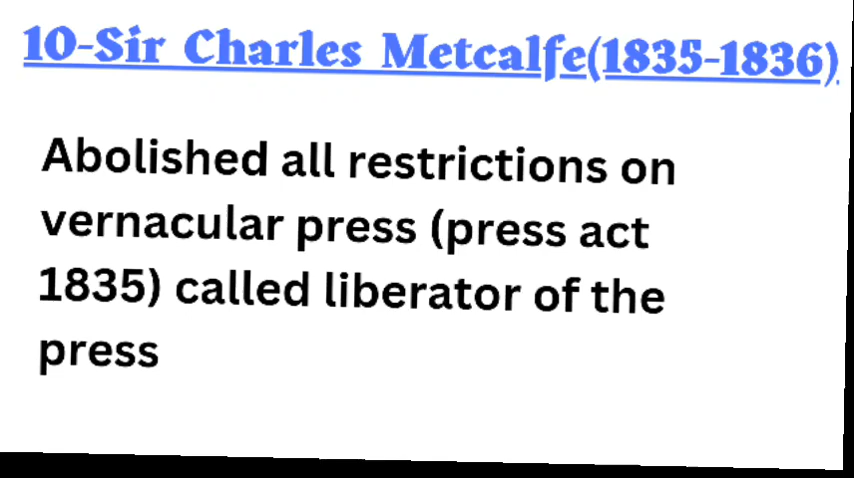 10-Sir Charles Metcalfe(1835-1836)
Abolished all restrictions on
vernacular press (press act
1835) called liberator of the
press